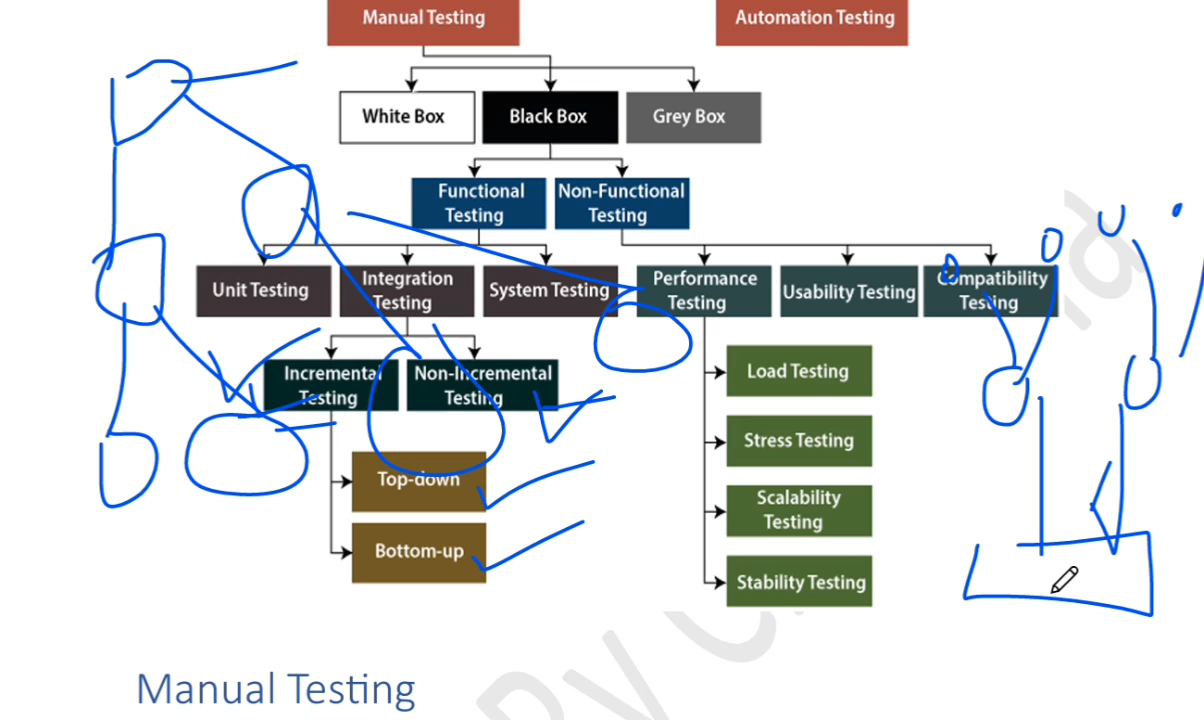 Manual Testing
Automation Testing
White Box
Black Box
Grey Box
Functional
Testing
Non-Functional
Testing
Unit Testing
Integration
Testing
System Testing
Performance
Testing
Usability Testing
Compatibility
Testing
Incremental
Testing
Non-Incremental
Testing
Load Testing
Top-down
Stress Testing
Bottom-up
Scalability
Testing
Stability Testing
Manual Testing